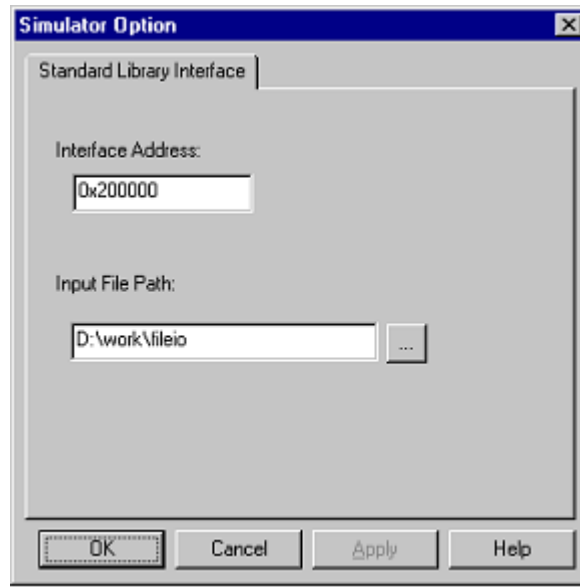 Simulator Option
Standard Library Interface
Interface Address:
0x200000
Input File Path:
D:\work\fileio
...
OK Cancel Apply Help